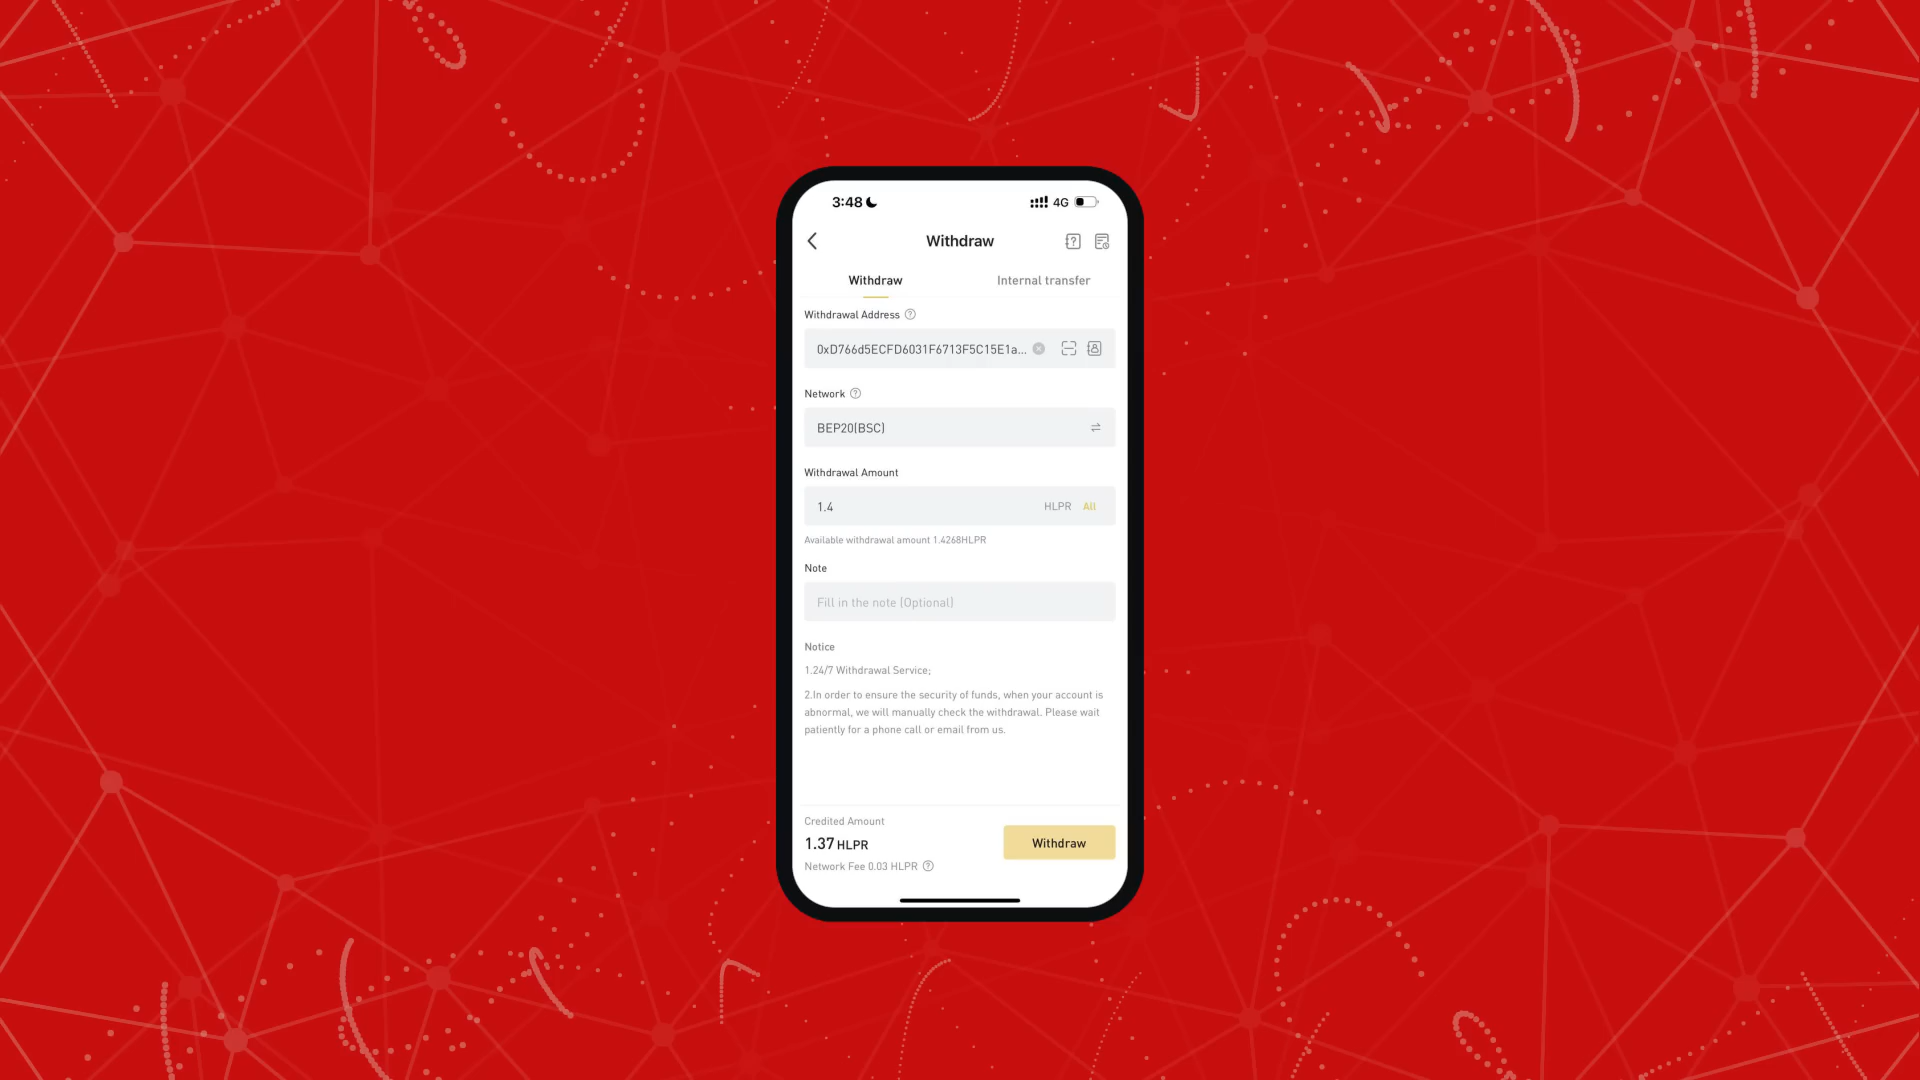 3:48
4G
Withdraw
Withdraw
Internal transfer
Withdrawal Address
0xD766d5ECFD6031F6713F5C15E1a...
Network
BEP20(BSC)
Withdrawal Amount
1.4
HLPR All
Available withdrawal amount 1.4268HLPR
Note
Fill in the note (Optional)
Notice
1.24/7 Withdrawal Service;
2.In order to ensure the security of funds, when your account is
abnormal, we will manually check the withdrawal. Please wait
patiently for a phone call or email from us.
Credited Amount
1.37 HLPR
Withdraw
Network Fee 0.03 HLPR